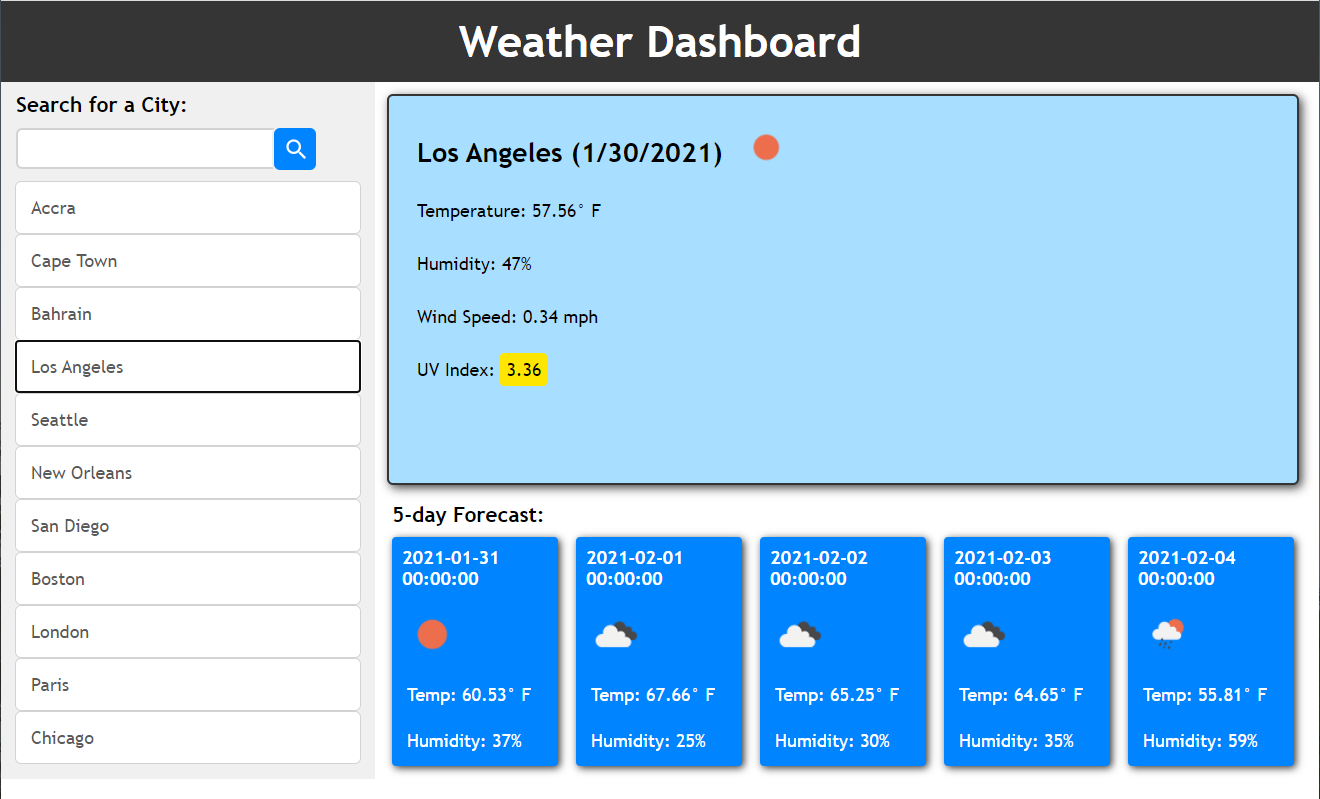 Weather Dashboard
Search for a City:
Accra
Cape Town
Bahrain
Los Angeles
Seattle
New Orleans
San Diego
Boston
London
Paris
Chicago
Los Angeles (1/30/2021)
Temperature: 57.56° F
Humidity: 47%
Wind Speed: 0.34 mph
UV Index: 3.36
5-day Forecast:
2021-01-31
00:00:00
Temp: 60.53° F
Humidity: 37%
2021-02-01
00:00:00
Temp: 67.66° F
Humidity: 25%
2021-02-02
00:00:00
Temp: 65.25° F
Humidity: 30%
2021-02-03
00:00:00
Temp: 64.65° F
Humidity: 35%
2021-02-04
00:00:00
Temp: 55.81° F
Humidity: 59%